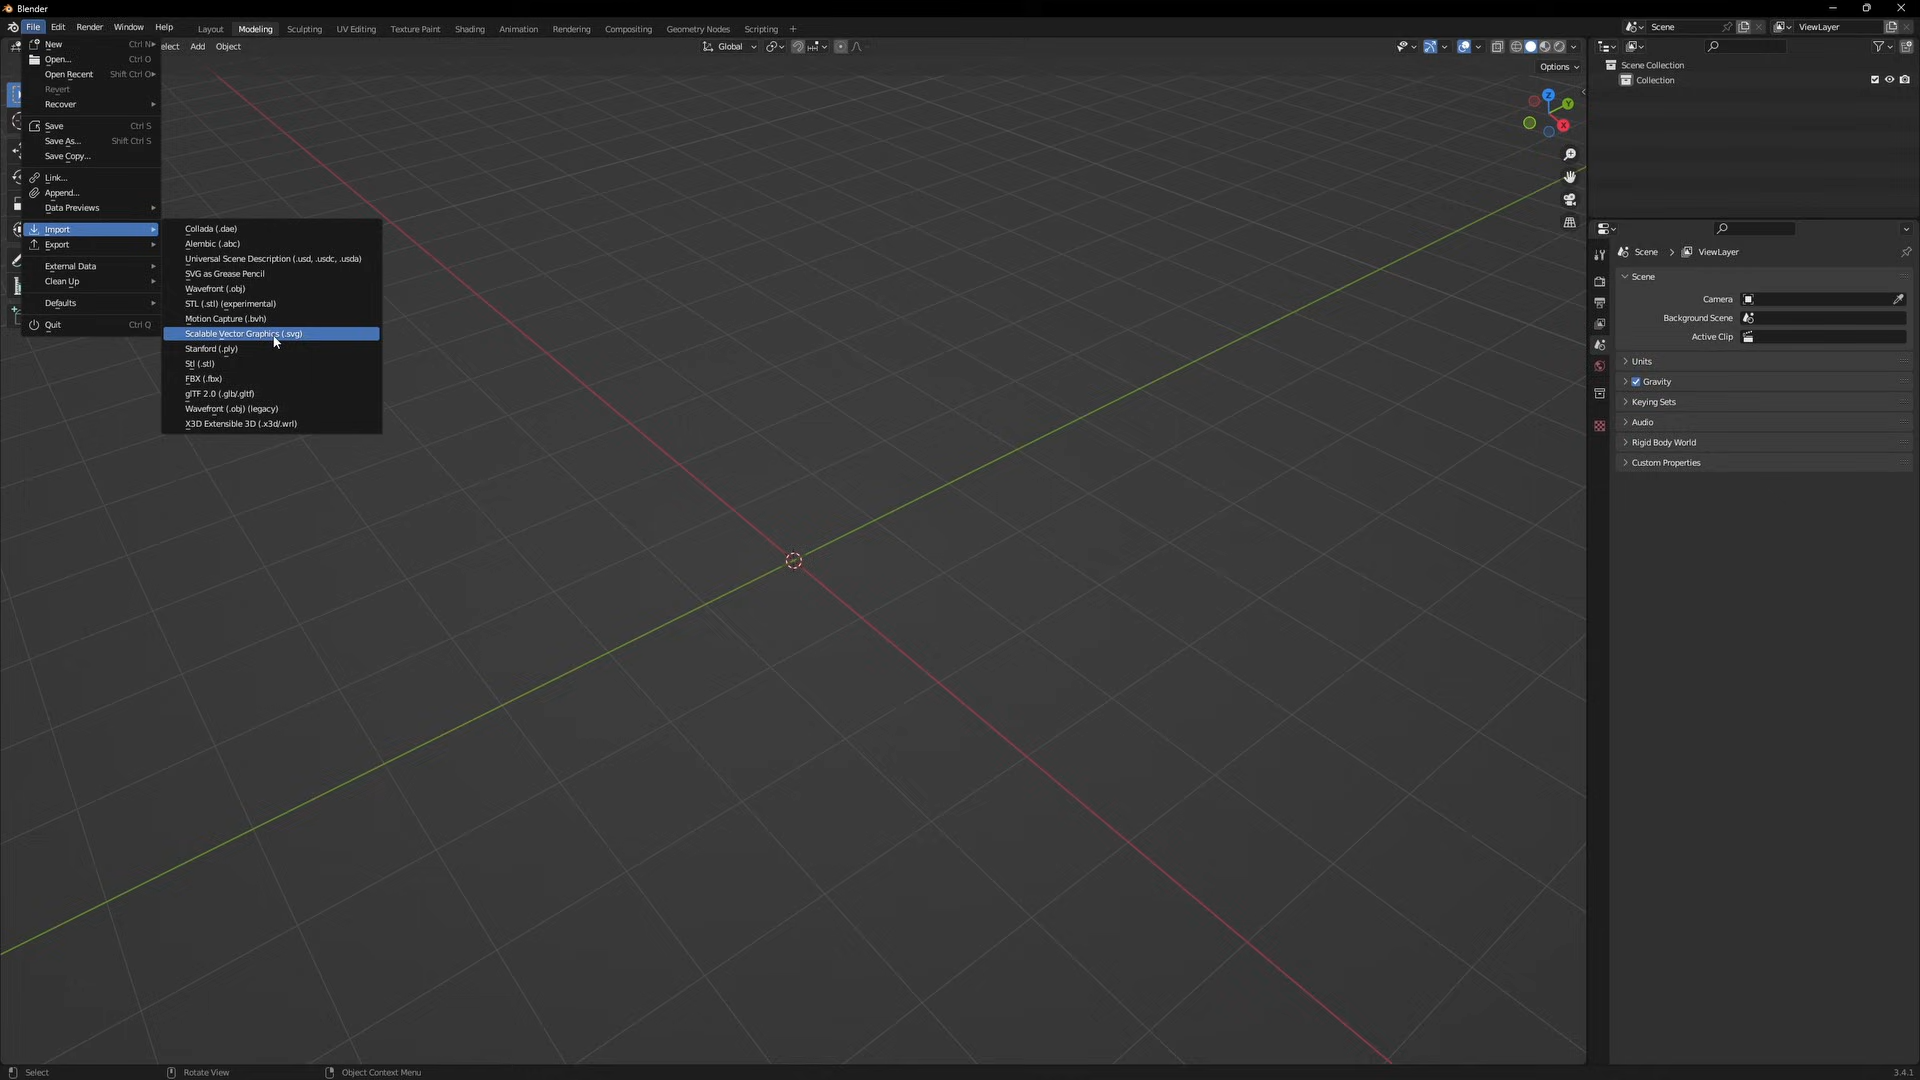 Blender
File Edit Render Window Help Layout Modeling Sculpting UV Editing Texture Paint Shading Animation Rendering Compositing Geometry Nodes Scripting + Scene ViewLayer
Add Object Global
Options
New Ctrl N
Open... Ctrl O
Open Recent Shift Ctrl O
Revert
Recover
Save Ctrl S
Save As... Shift Ctrl S
Save Copy...
Link...
Append...
Data Previews
Import
Export
External Data
Clean Up
Defaults
Quit Ctrl Q
Collada (.dae)
Alembic (.abc)
Universal Scene Description (.usd, .usdc, .usda)
SVG as Grease Pencil
Wavefront (.obj)
STL (.stl) (experimental)
Motion Capture (.bvh)
Scalable Vector Graphics (.svg)
Stanford (.ply)
Stl (.stl)
FBX (.fbx)
glTF 2.0 (.glb/.gltf)
Wavefront (.obj) (legacy)
X3D Extensible 3D (.x3d/.wrl)
Z
Y
X
Scene Collection
Collection
Scene > ViewLayer
Scene
Camera
Background Scene
Active Clip
Units
Gravity
Keying Sets
Audio
Rigid Body World
Custom Properties
Select Rotate View Object Context Menu 3.4.1